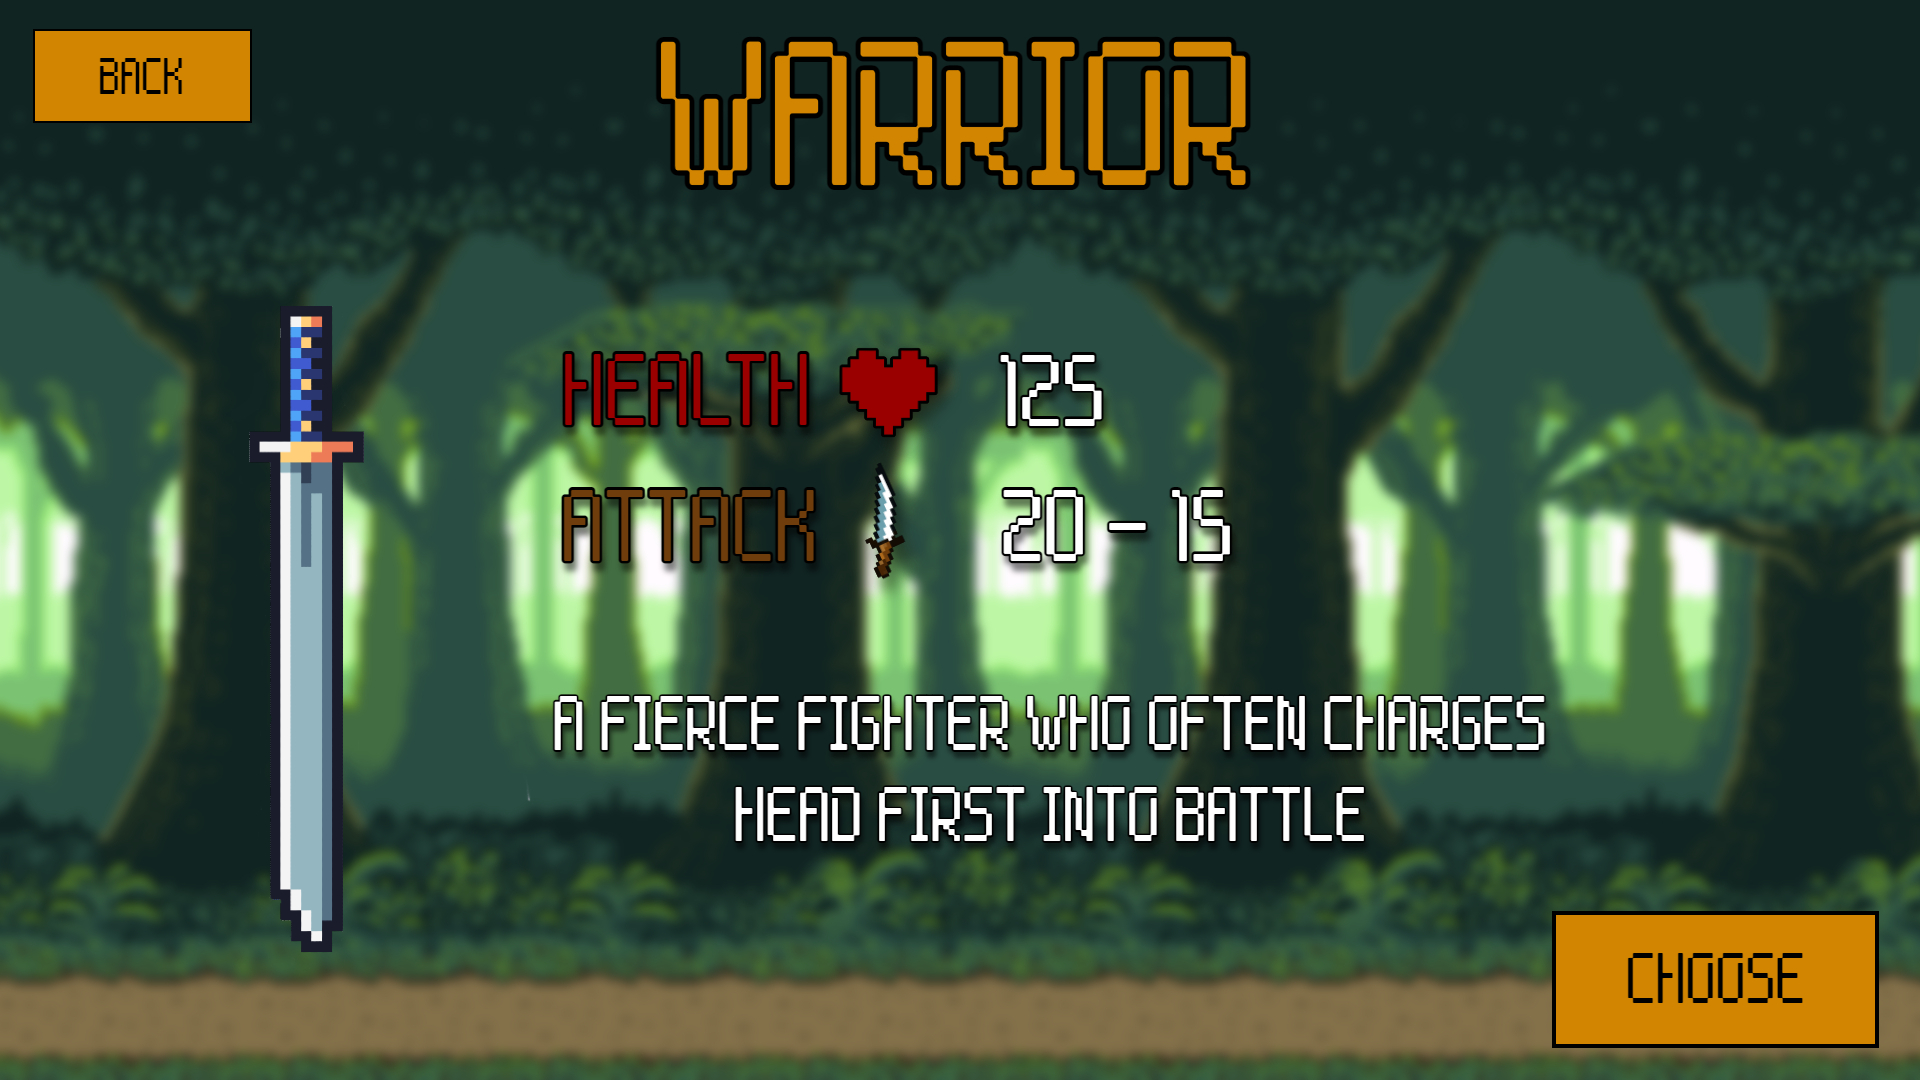 BACK
WARRIOR
HEALTH 125
ATTACK 20 - 15
A FIERCE FIGHTER WHO OFTEN CHARGES
HEAD FIRST INTO BATTLE
CHOOSE